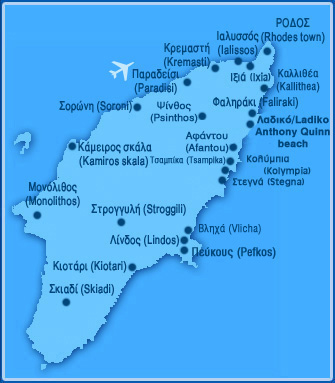 ΡΟΔΟΣ
Ιαλυσσός (Rhodes town)
Κρεμαστή (Ialissos)
(Kremasti)
Ιξιά (Ixia)
Καλλιθέα
(Kallithea)
Παραδείσι
(Paradisi)
Φαληράκι (Faliraki)
Σορώνη (Soroni)
Ψίνθος
(Psinthos)
Λαδικό/Ladiko
Anthony Quinn
beach
Αφάντου
(Afantou)
Κάμειρος σκάλα
(Kamiros skala)
Τσαμπίκα (Tsampika)
Κολύμπια
(Kolympia)
Στεγνά (Stegna)
Μονόλιθος
(Monolithos)
Στρογγυλή (Stroggili)
Βληχά (Vlicha)
Λίνδος (Lindos)
Πεύκους (Pefkos)
Κιοτάρι (Kiotari)
Σκιαδί (Skiadi)